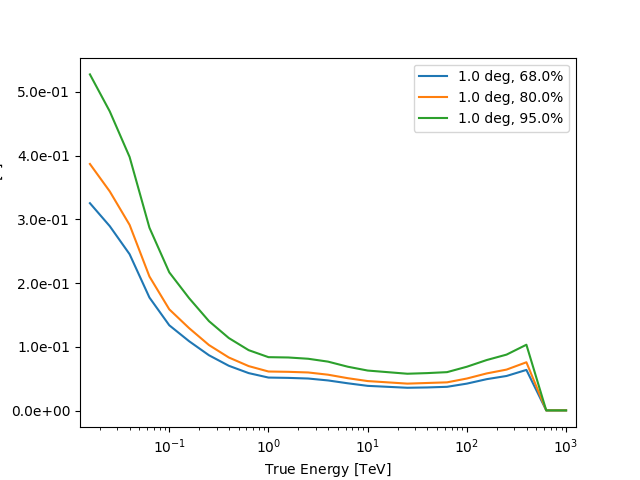 1.0 deg, 68.0%
1.0 deg, 80.0%
1.0 deg, 95.0%
5.0e-01
4.0e-01
3.0e-01
2.0e-01
1.0e-01
0.0e+00
10⁻¹ 10⁰ 10¹ 10² 10³
True Energy [TeV]